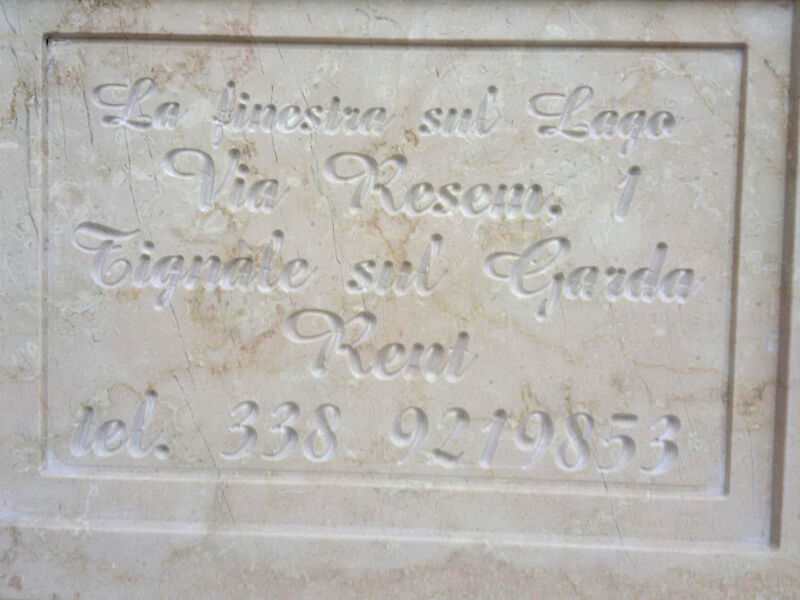 La finestra sul Lago
Via Resem, 1
Tignale sul Garda
Rent
tel. 338 9219853